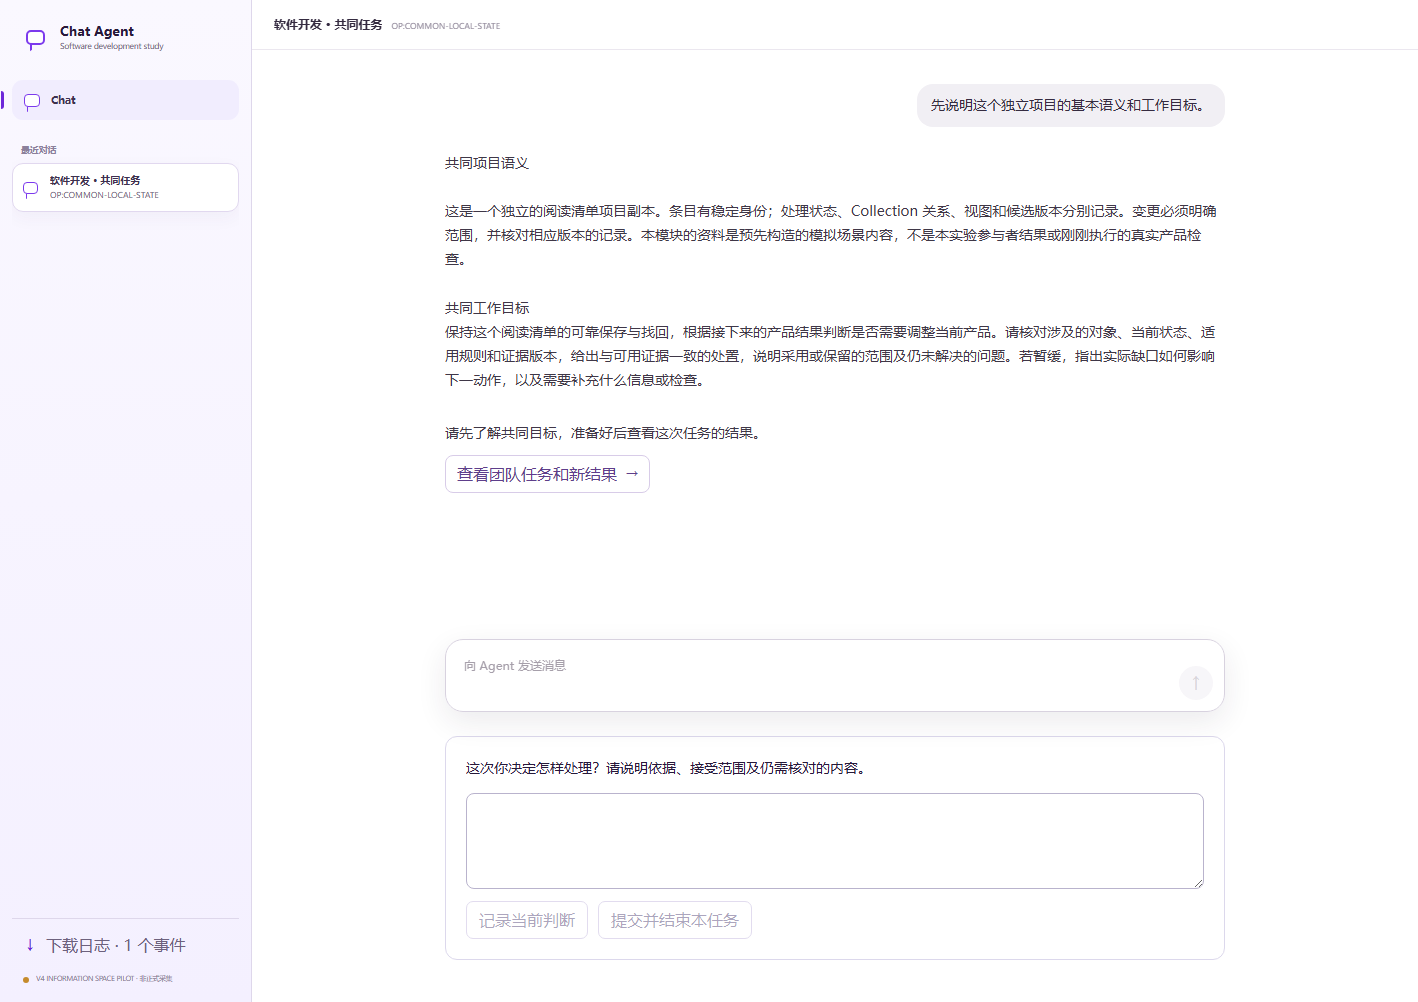 Chat Agent
Software development study
Chat
最近对话
软件开发 • 共同任务
OP:COMMON-LOCAL-STATE
↓ 下载日志 · 1 个事件
V4 INFORMATION SPACE PILOT · 非正式采集
软件开发 • 共同任务 OP:COMMON-LOCAL-STATE
先说明这个独立项目的基本语义和工作目标。
共同项目语义
这是一个独立的阅读清单项目副本。条目有稳定身份；处理状态、Collection 关系、视图和候选版本分别记录。变更必须明确
范围，并核对相应版本的记录。本模块的资料是预先构造的模拟场景内容，不是本实验参与者结果或刚刚执行的真实产品检
查。
共同工作目标
保持这个阅读清单的可靠保存与找回，根据接下来的产品结果判断是否需要调整当前产品。请核对涉及的对象、当前状态、适
用规则和证据版本，给出与可用证据一致的处置，说明采用或保留的范围及仍未解决的问题。若暂缓，指出实际缺口如何影响
下一动作，以及需要补充什么信息或检查。
请先了解共同目标，准备好后查看这次任务的结果。
查看团队任务和新结果 →
向 Agent 发送消息
↑
这次你决定怎样处理？请说明依据、接受范围及仍需核对的内容。
记录当前判断 提交并结束本任务